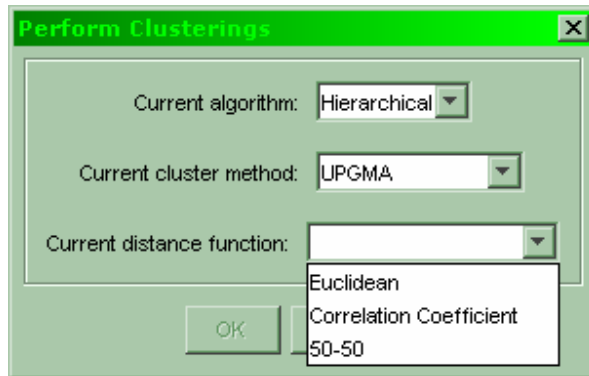 Perform Clusterings
Current algorithm: Hierarchical
Current cluster method: UPGMA
Current distance function:
Euclidean
Correlation Coefficient
50-50
OK